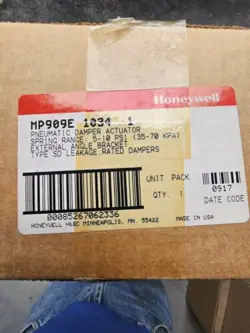 Honeywell
MP909E 1034 1
PNEUMATIC DAMPER ACTUATOR
SPRING RANGE: 5-10 PSI (35-70 KPA)
EXTERNAL ANGLE BRACKET
TYPE SD LEAKAGE RATED DAMPERS
UNIT PACK
QTY. 1
0917
DATE CODE
00085267062336
HONEYWELL H&BC MINNEAPOLIS, MN. 55422 MADE IN USA